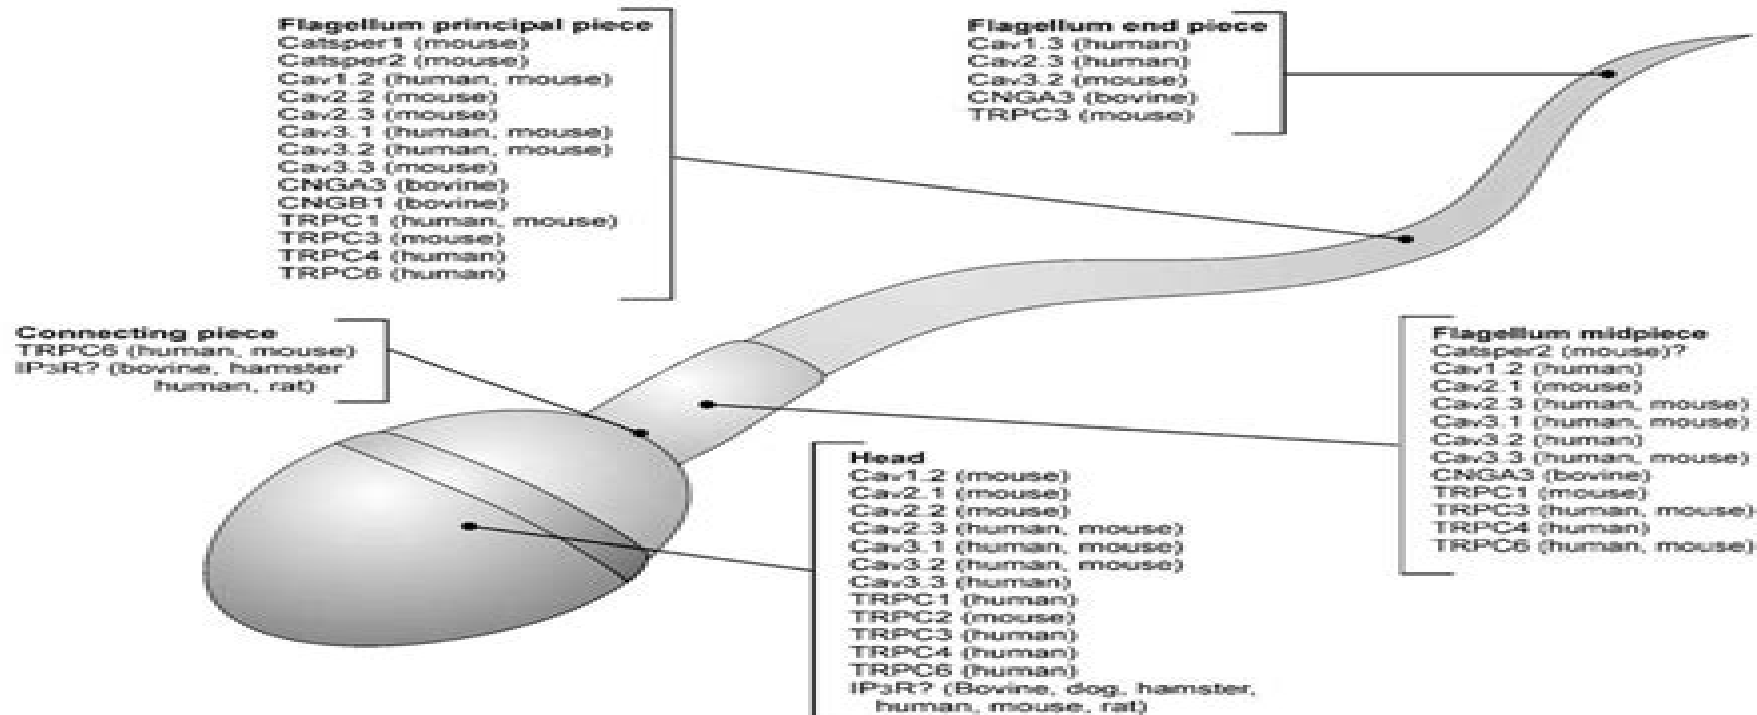 Flagellum principal piece
Catsper1 (mouse)
Catsper2 (mouse)
Cav1.2 (human, mouse)
Cav2.2 (mouse)
Cav2.3 (mouse)
Cav3.1 (human, mouse)
Cav3.2 (human, mouse)
Cav3.3 (mouse)
CNGA3 (bovine)
CNGB1 (bovine)
TRPC1 (human, mouse)
TRPC3 (mouse)
TRPC4 (human)
TRPC6 (human)
Flagellum end piece
Cav1.3 (human)
Cav2.3 (human)
Cav3.2 (mouse)
CNGA3 (bovine)
TRPC3 (mouse)
Connecting piece
TRPC6 (human, mouse)
IP3R? (bovine, hamster
human, rat)
Flagellum midpiece
Catsper2 (mouse)?
Cav1.2 (human)
Cav2.1 (mouse)
Cav2.3 (human, mouse)
Cav3.1 (human, mouse)
Cav3.2 (human)
Cav3.3 (human, mouse)
CNGA3 (bovine)
TRPC1 (mouse)
TRPC3 (human, mouse)
TRPC4 (human)
TRPC6 (human, mouse)
Head
Cav1.2 (mouse)
Cav2.1 (mouse)
Cav2.2 (mouse)
Cav2.3 (human, mouse)
Cav3.1 (human, mouse)
Cav3.2 (human, mouse)
Cav3.3 (human)
TRPC1 (human)
TRPC2 (mouse)
TRPC3 (human)
TRPC4 (human)
TRPC6 (human)
IP3R? (Bovine, dog, hamster,
human, mouse, rat)